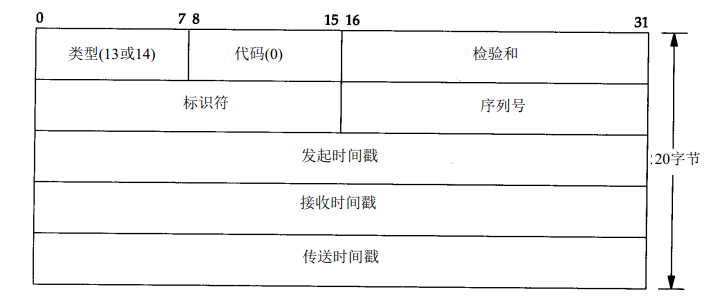 0 7 8 15 16 31
类型(13或14) 代码(0) 检验和
标识符 序列号
发起时间戳
20字节
接收时间戳
传送时间戳